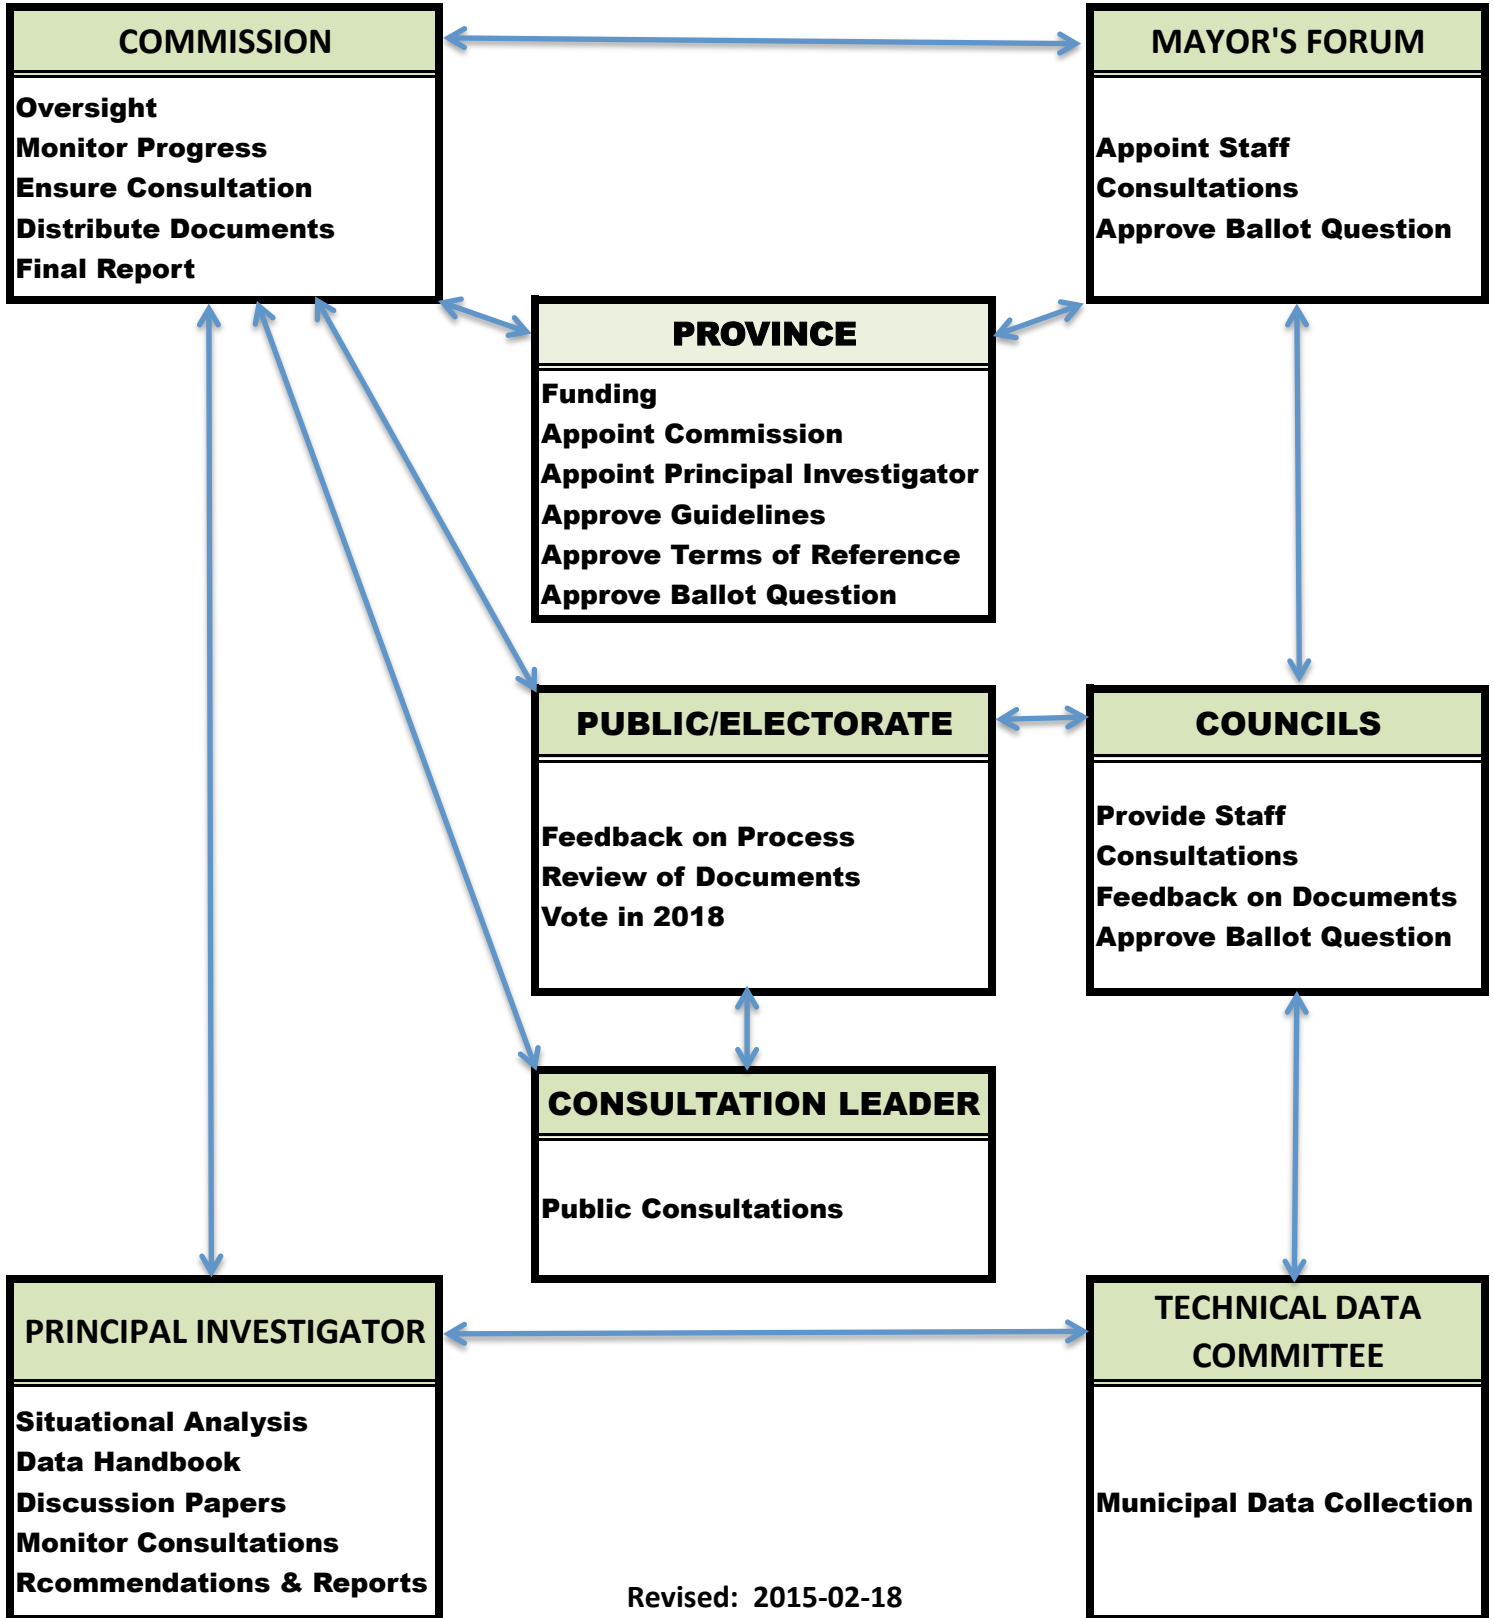 COMMISSION
Oversight
Monitor Progress
Ensure Consultation
Distribute Documents
Final Report
MAYOR'S FORUM
Appoint Staff
Consultations
Approve Ballot Question
PROVINCE
Funding
Appoint Commission
Appoint Principal Investigator
Approve Guidelines
Approve Terms of Reference
Approve Ballot Question
PUBLIC/ELECTORATE
Feedback on Process
Review of Documents
Vote in 2018
COUNCILS
Provide Staff
Consultations
Feedback on Documents
Approve Ballot Question
CONSULTATION LEADER
Public Consultations
PRINCIPAL INVESTIGATOR
Situational Analysis
Data Handbook
Discussion Papers
Monitor Consultations
Rcommendations & Reports
TECHNICAL DATA
COMMITTEE
Municipal Data Collection
Revised: 2015-02-18